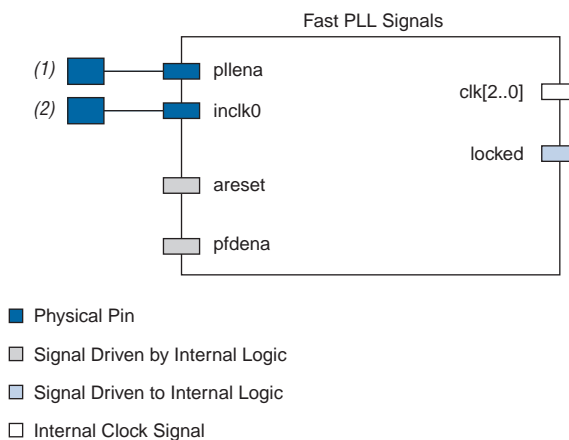 Fast PLL Signals
(1)
pllena
clk[2..0]
(2)
inclk0
locked
areset
pfdena
Physical Pin
Signal Driven by Internal Logic
Signal Driven to Internal Logic
Internal Clock Signal